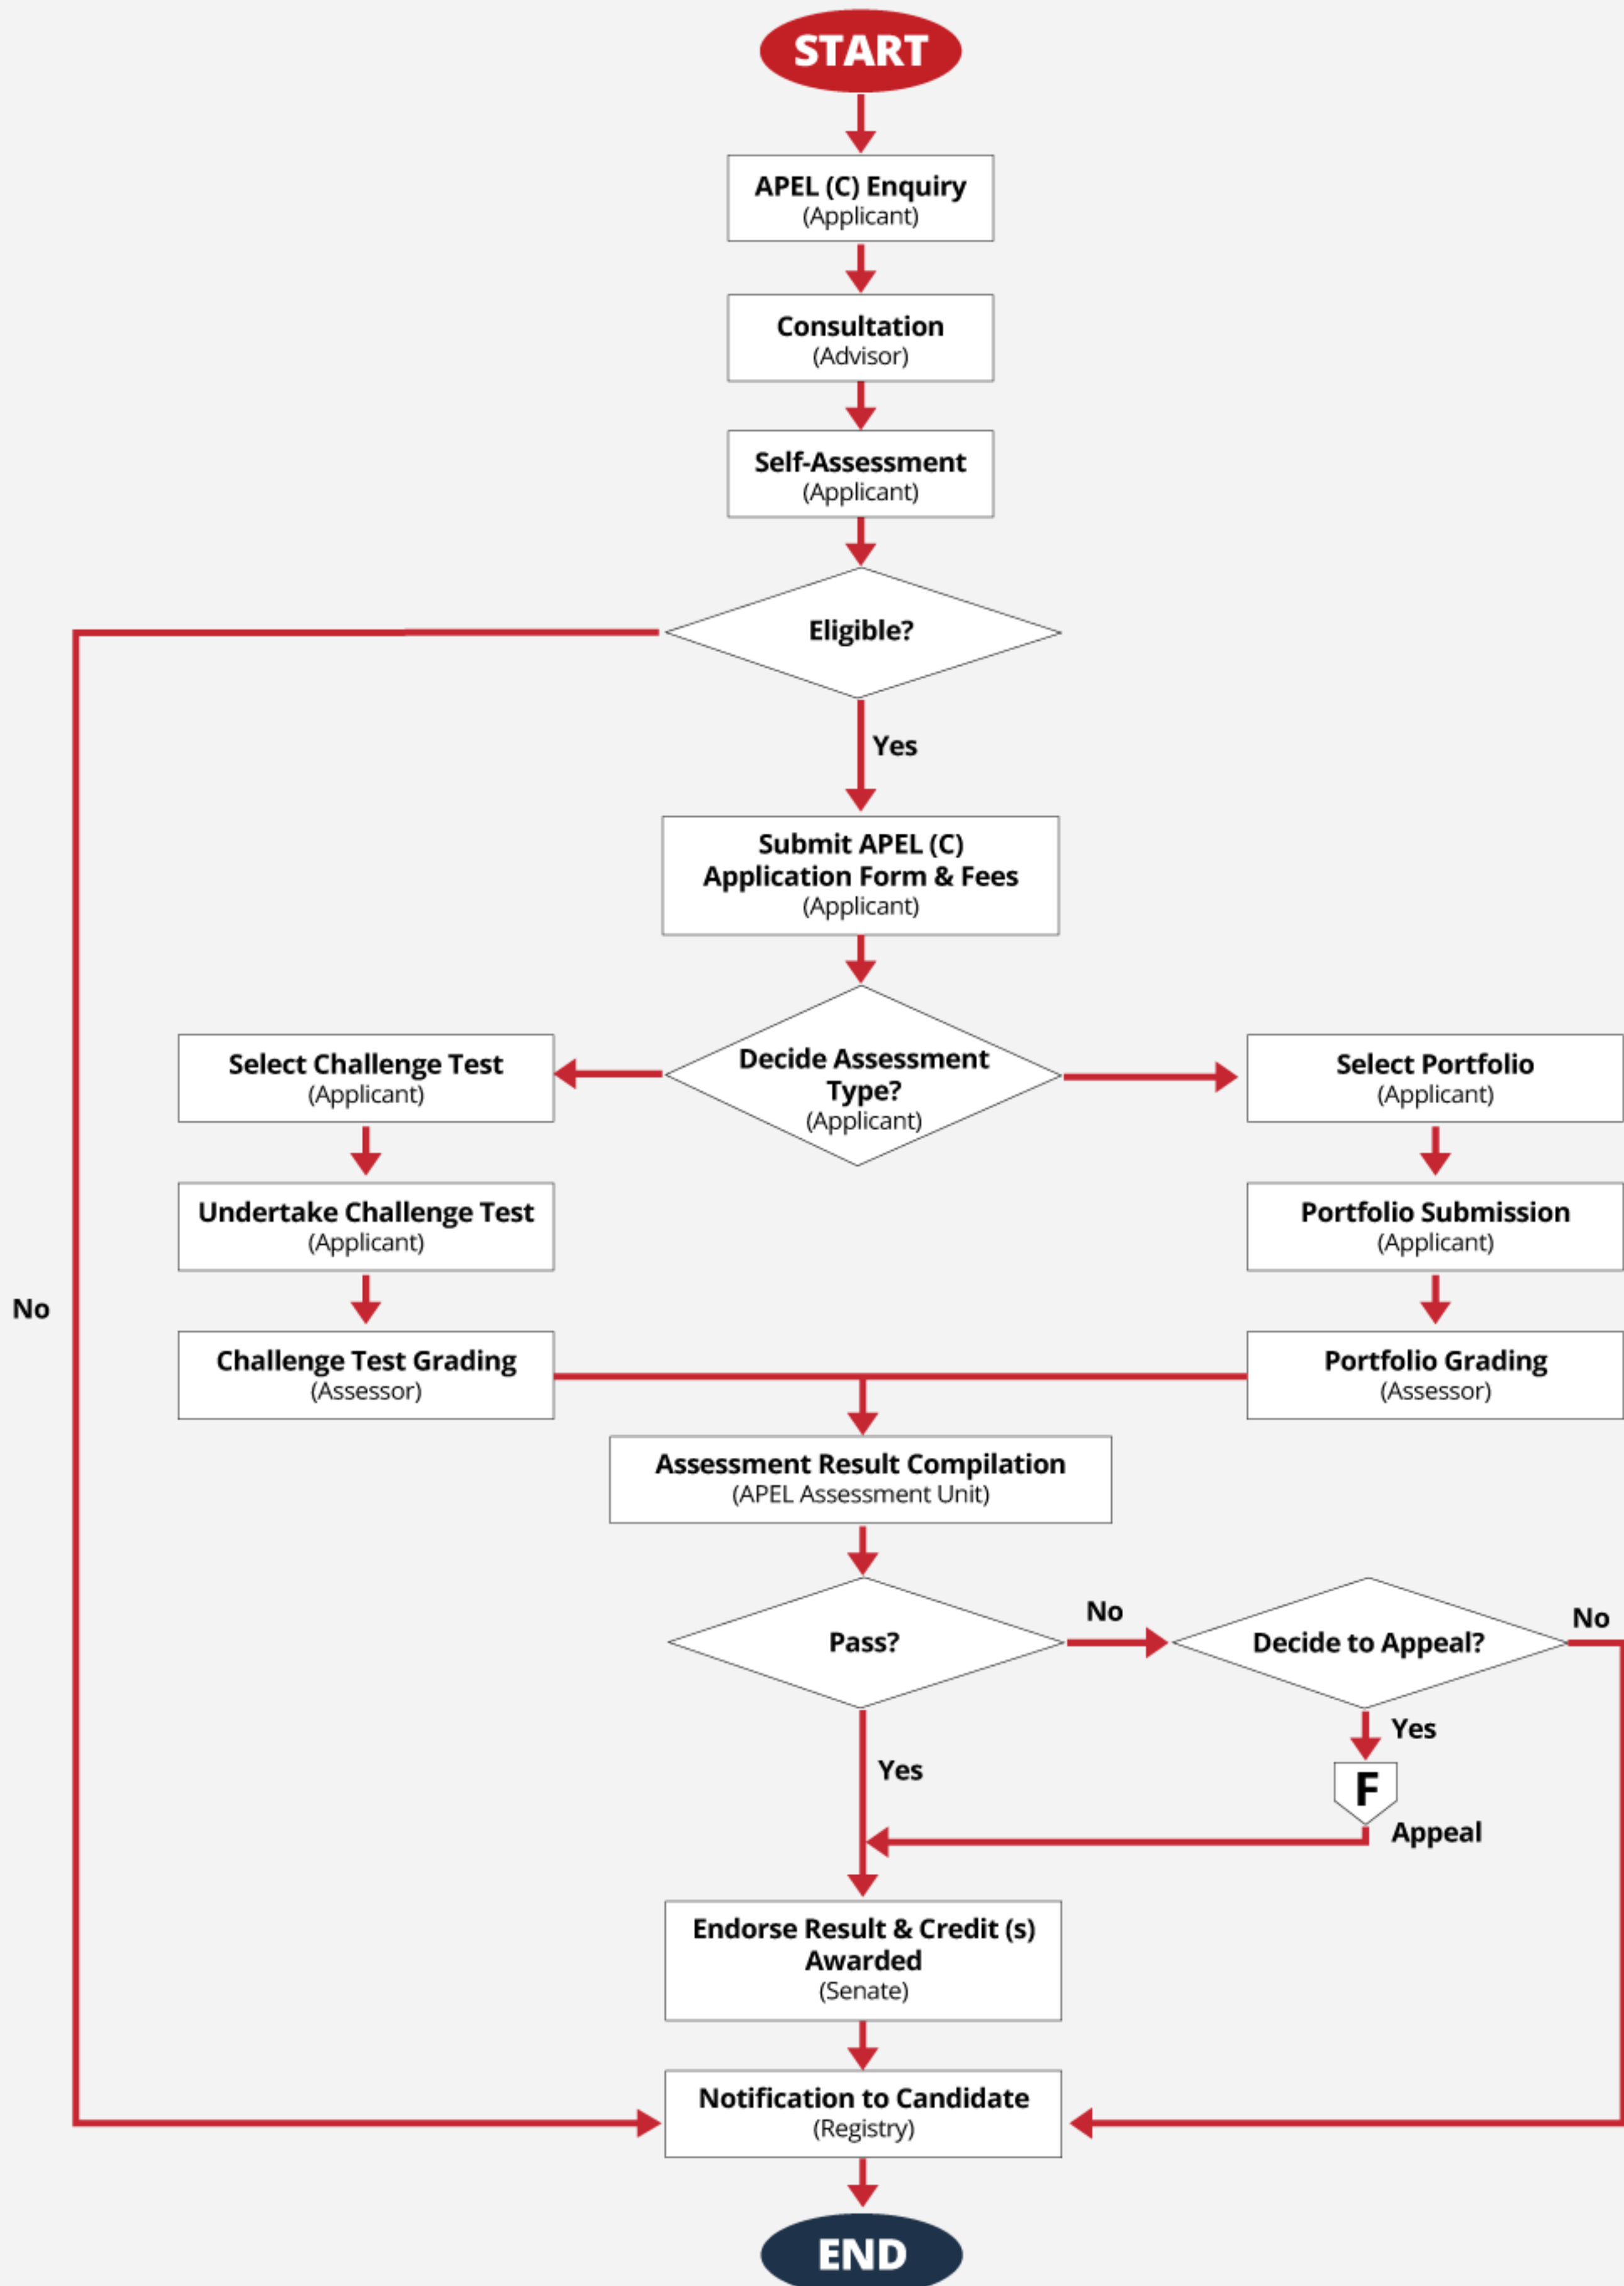 START
APEL (C) Enquiry
(Applicant)
Consultation
(Advisor)
Self-Assessment
(Applicant)
Eligible?
Yes
Submit APEL (C)
Application Form & Fees
(Applicant)
Decide Assessment
Type?
(Applicant)
Select Challenge Test
(Applicant)
Select Portfolio
(Applicant)
Undertake Challenge Test
(Applicant)
Portfolio Submission
(Applicant)
No
Challenge Test Grading
(Assessor)
Portfolio Grading
(Assessor)
Assessment Result Compilation
(APEL Assessment Unit)
Pass?
No
Decide to Appeal?
No
Yes
Yes
F
Appeal
Endorse Result & Credit (s)
Awarded
(Senate)
Notification to Candidate
(Registry)
END